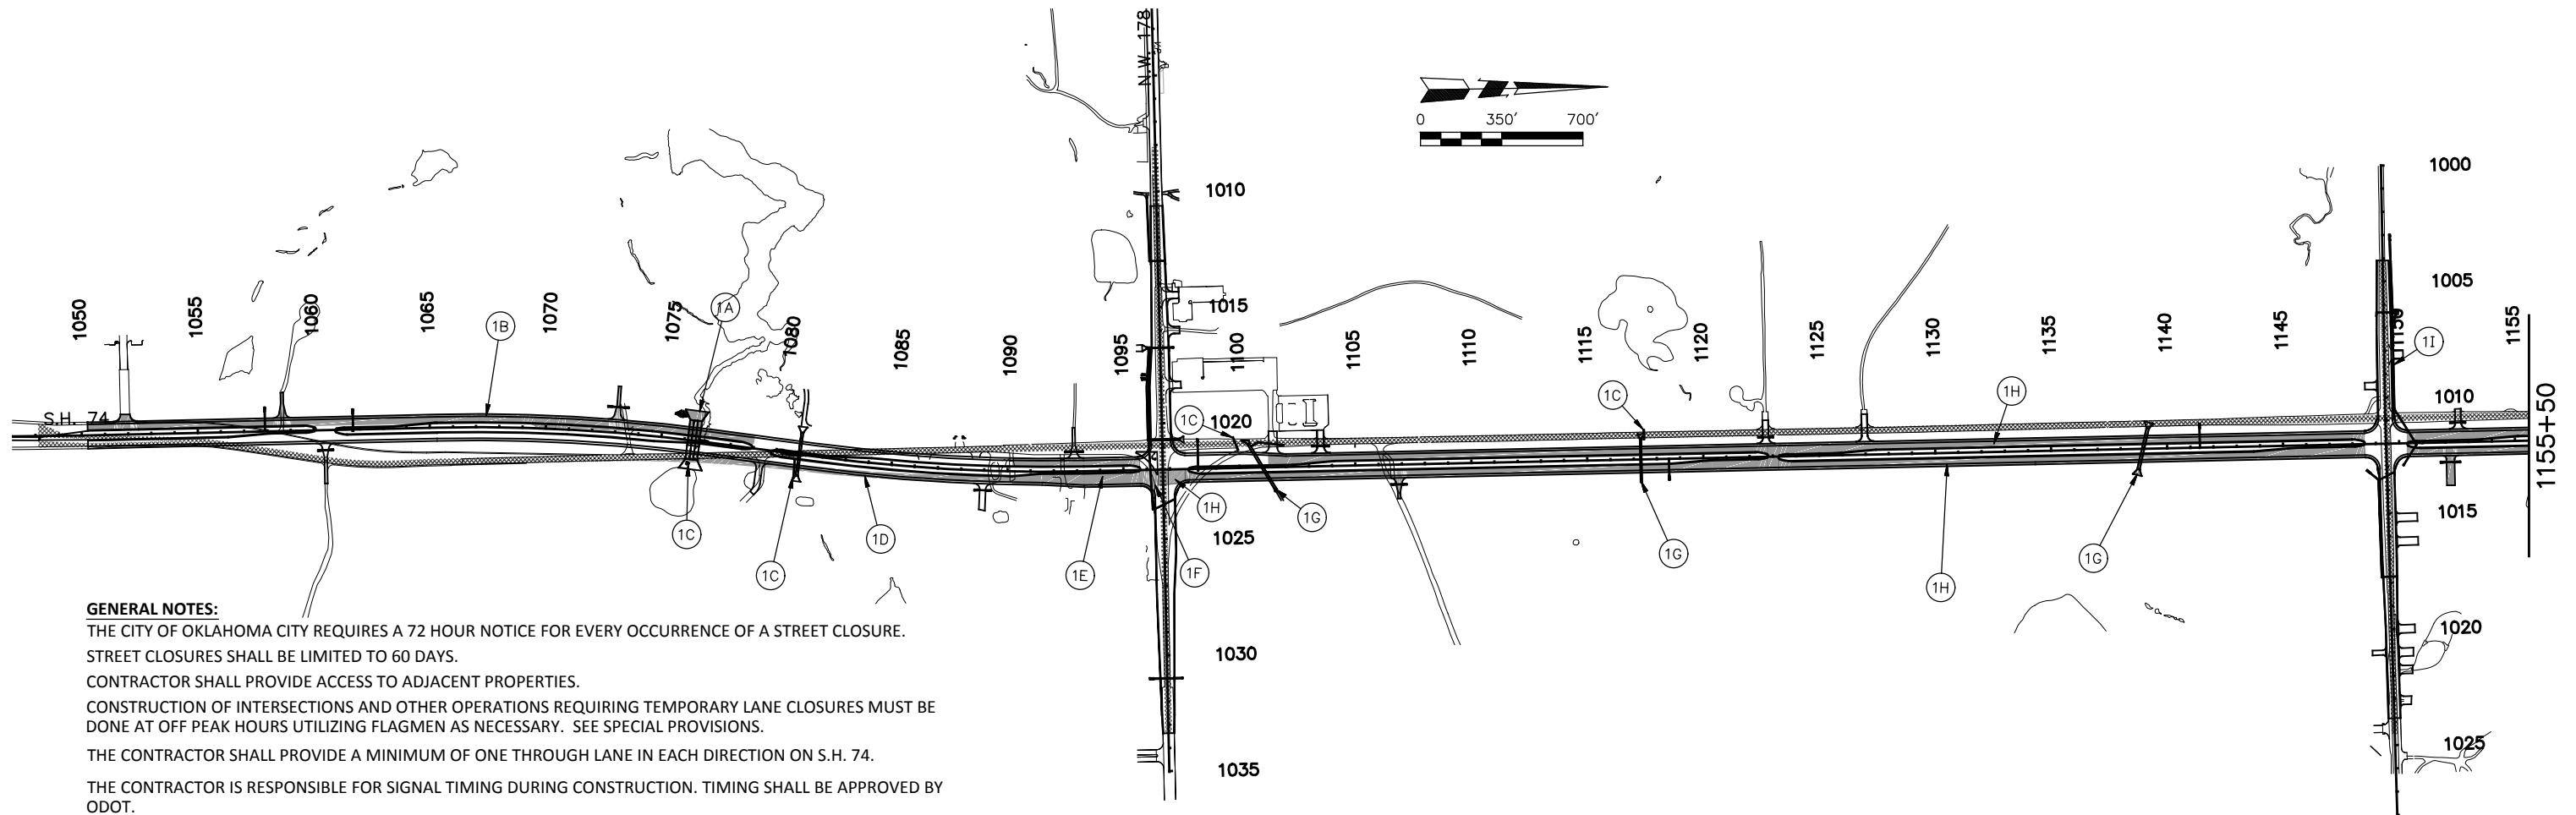 N.W. 178
0 350' 700'
1000
1010
1005
1015
1050
1055
1060
1065
1070
1075
1A
1080
1085
1090
1095
1100
1105
1110
1115
1120
1125
1130
1135
1140
1145
1150
1155
1I
1B
1C
1H
1010
S.H. 74
1C
1020
1155+50
1C
1C
1D
1E
1H
1F
1G
1025
1G
1H
1G
1015
GENERAL NOTES:
THE CITY OF OKLAHOMA CITY REQUIRES A 72 HOUR NOTICE FOR EVERY OCCURRENCE OF A STREET CLOSURE.
STREET CLOSURES SHALL BE LIMITED TO 60 DAYS.
CONTRACTOR SHALL PROVIDE ACCESS TO ADJACENT PROPERTIES.
CONSTRUCTION OF INTERSECTIONS AND OTHER OPERATIONS REQUIRING TEMPORARY LANE CLOSURES MUST BE
DONE AT OFF PEAK HOURS UTILIZING FLAGMEN AS NECESSARY. SEE SPECIAL PROVISIONS.
THE CONTRACTOR SHALL PROVIDE A MINIMUM OF ONE THROUGH LANE IN EACH DIRECTION ON S.H. 74.
THE CONTRACTOR IS RESPONSIBLE FOR SIGNAL TIMING DURING CONSTRUCTION. TIMING SHALL BE APPROVED BY
ODOT.
1030
1035
1020
1025